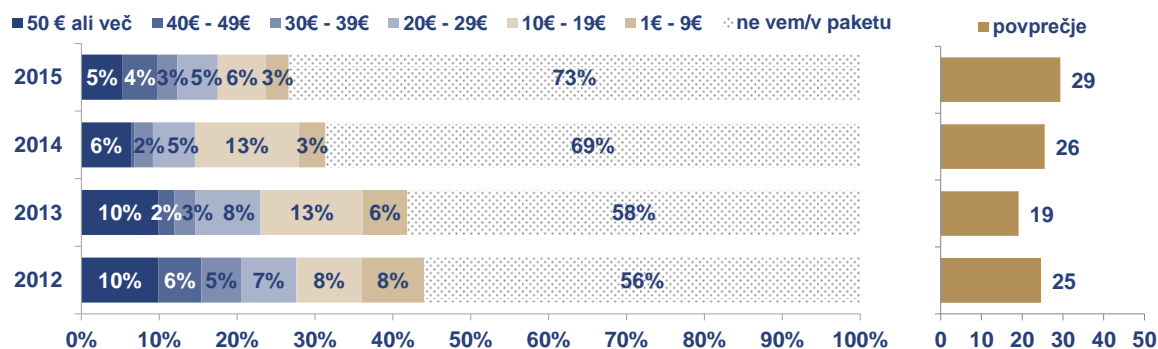 50 € ali več 40€ - 49€ 30€ - 39€ 20€ - 29€ 10€ - 19€ 1€ - 9€ ne vem/v paketu
povprečje
2015 5% 4% 3% 5% 6% 3% 73% 29
2014 6% 2% 5% 13% 3% 69% 26
2013 10% 2% 3% 8% 13% 6% 58% 19
2012 10% 6% 5% 7% 8% 8% 56% 25
0% 10% 20% 30% 40% 50% 60% 70% 80% 90% 100%
0 10 20 30 40 50